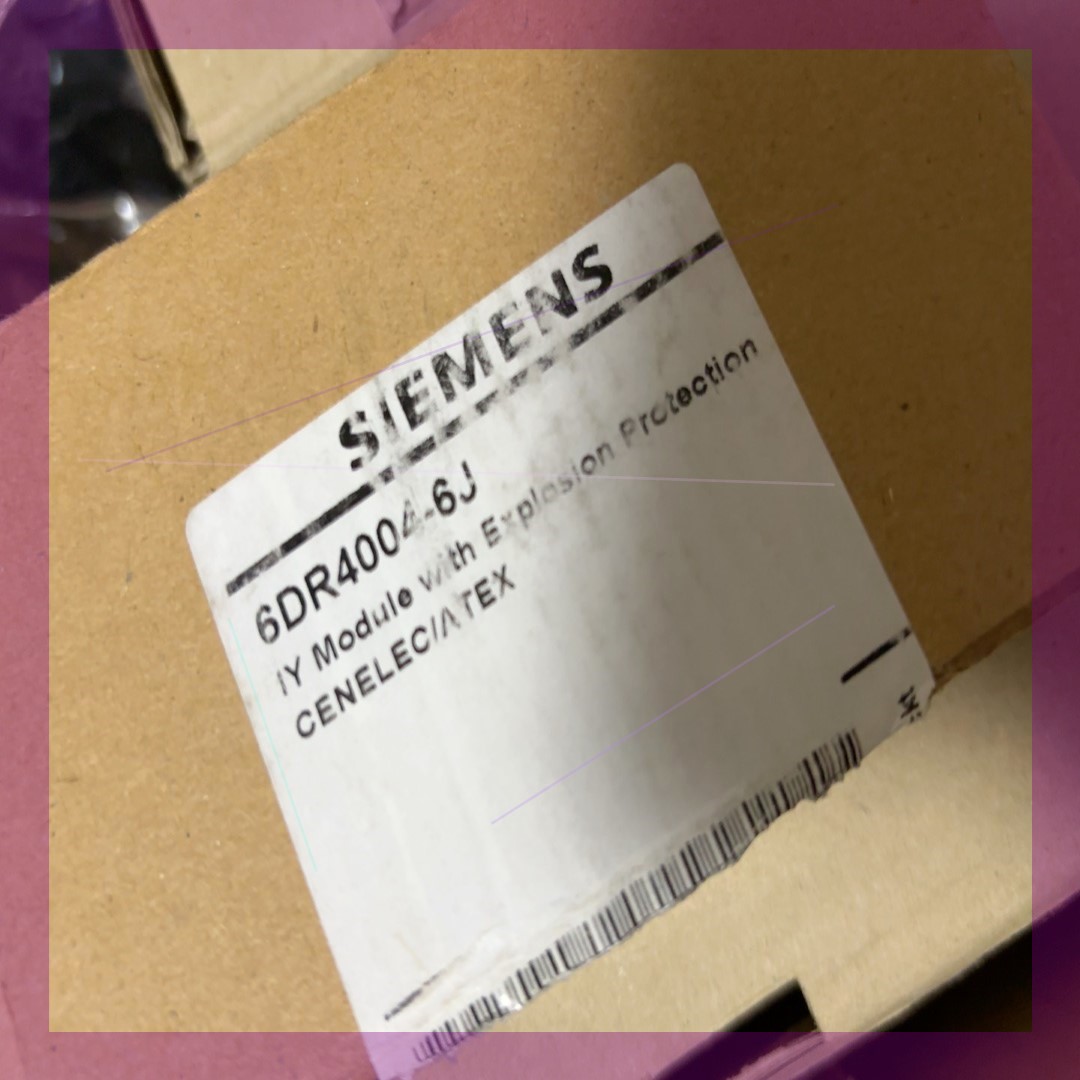 SIEMENS
6DR4004-6J
IY Module with Explosion Protection
CENELEC/ATEX